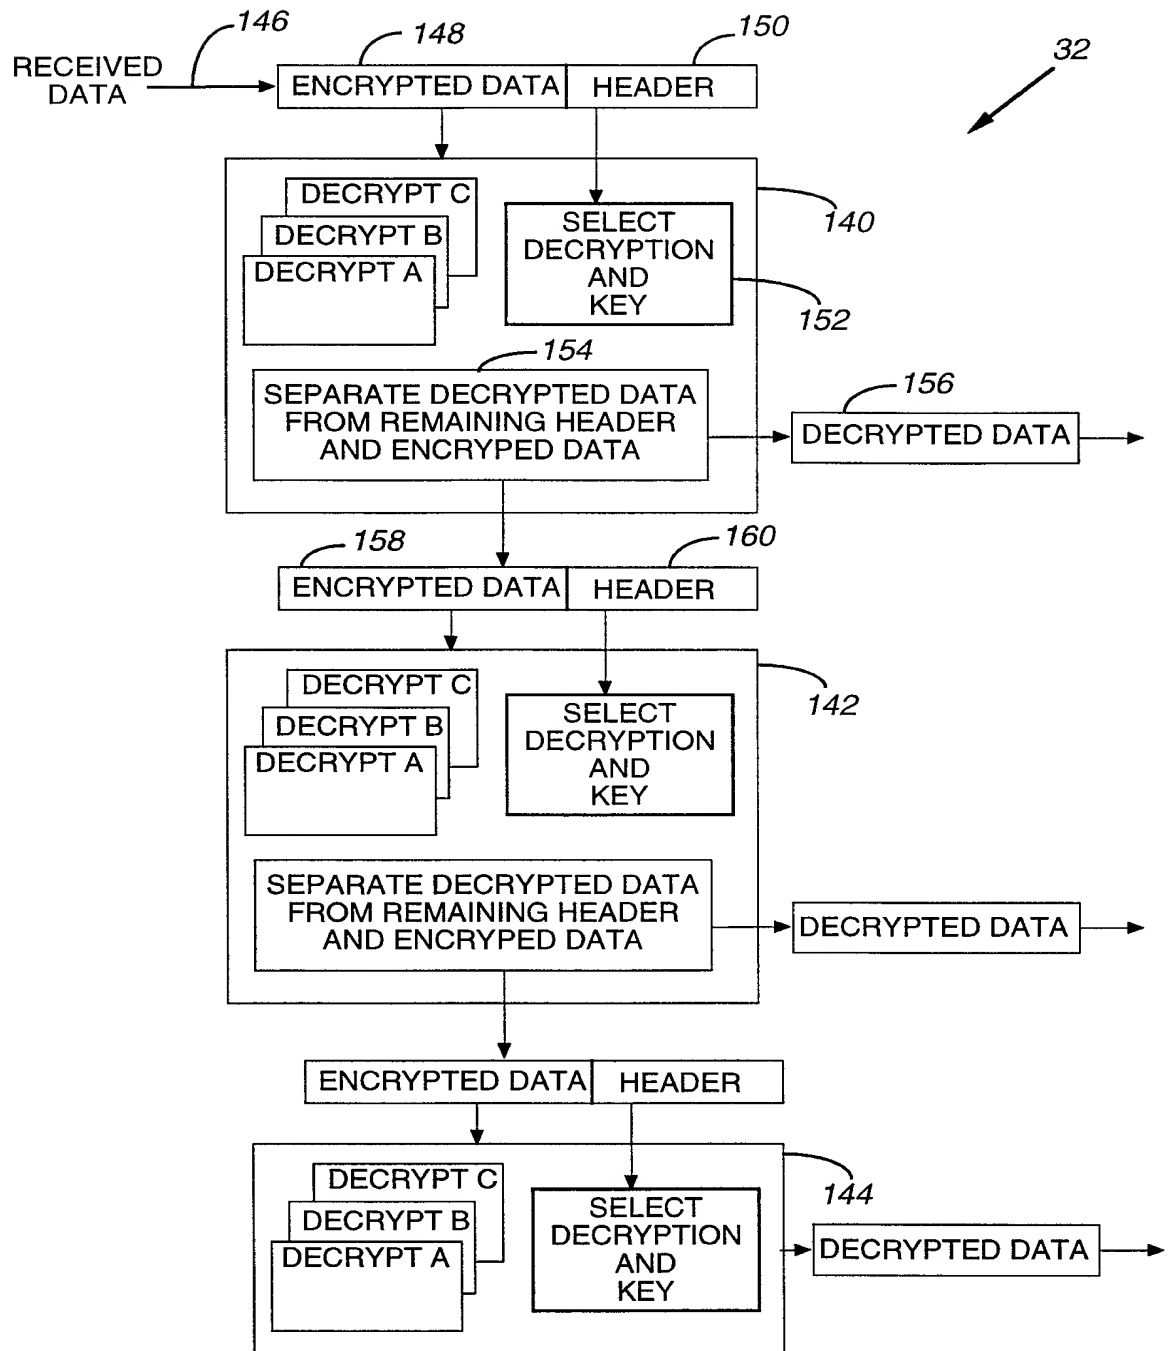 146
148
150
32
RECEIVED
DATA
ENCRYPTED DATA
HEADER
DECRYPT C
DECRYPT B
DECRYPT A
SELECT
DECRYPTION
AND
KEY
140
152
154
SEPARATE DECRYPTED DATA
FROM REMAINING HEADER
AND ENCRYPED DATA
156
DECRYPTED DATA
158
160
ENCRYPTED DATA
HEADER
DECRYPT C
DECRYPT B
DECRYPT A
SELECT
DECRYPTION
AND
KEY
142
SEPARATE DECRYPTED DATA
FROM REMAINING HEADER
AND ENCRYPED DATA
DECRYPTED DATA
ENCRYPTED DATA
HEADER
DECRYPT C
DECRYPT B
DECRYPT A
SELECT
DECRYPTION
AND
KEY
144
DECRYPTED DATA